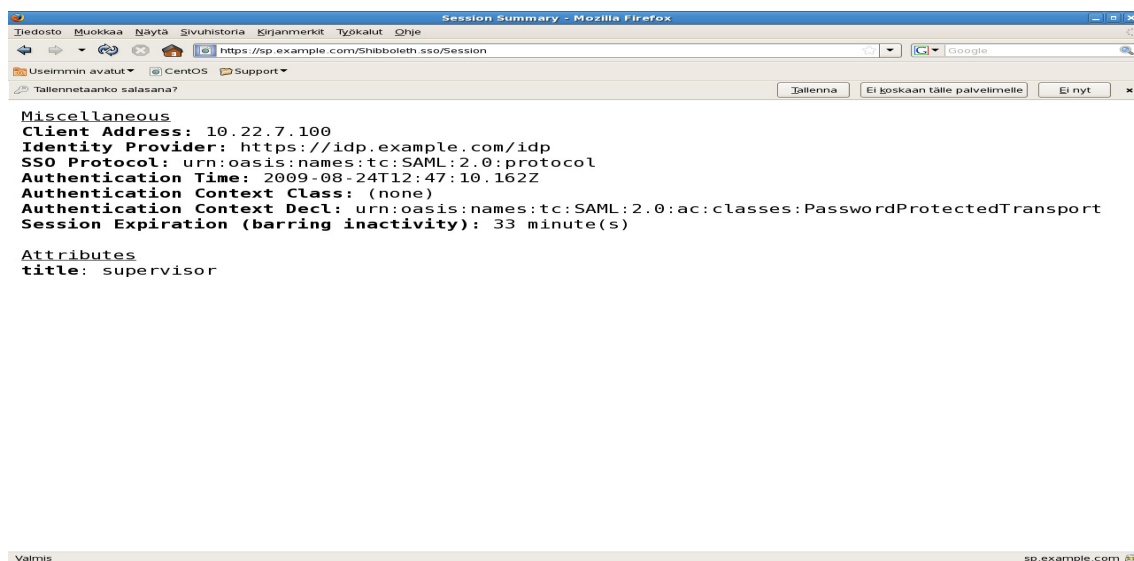 Session Summary - Mozilla Firefox
Tiedosto Muokkaa Näytä Sivuhistoria Kirjanmerkit Työkalut Ohje
https://sp.example.com/Shibboleth.sso/Session
Google
Useimmin avatut CentOS Support
Tallennetaanko salasana? Tallenna Ei koskaan tälle palvelimelle Ei nyt
Miscellaneous
Client Address: 10.22.7.100
Identity Provider: https://idp.example.com/idp
SSO Protocol: urn:oasis:names:tc:SAML:2.0:protocol
Authentication Time: 2009-08-24T12:47:10.162Z
Authentication Context Class: (none)
Authentication Context Decl: urn:oasis:names:tc:SAML:2.0:ac:classes:PasswordProtectedTransport
Session Expiration (barring inactivity): 33 minute(s)
Attributes
title: supervisor
Valmis sp.example.com